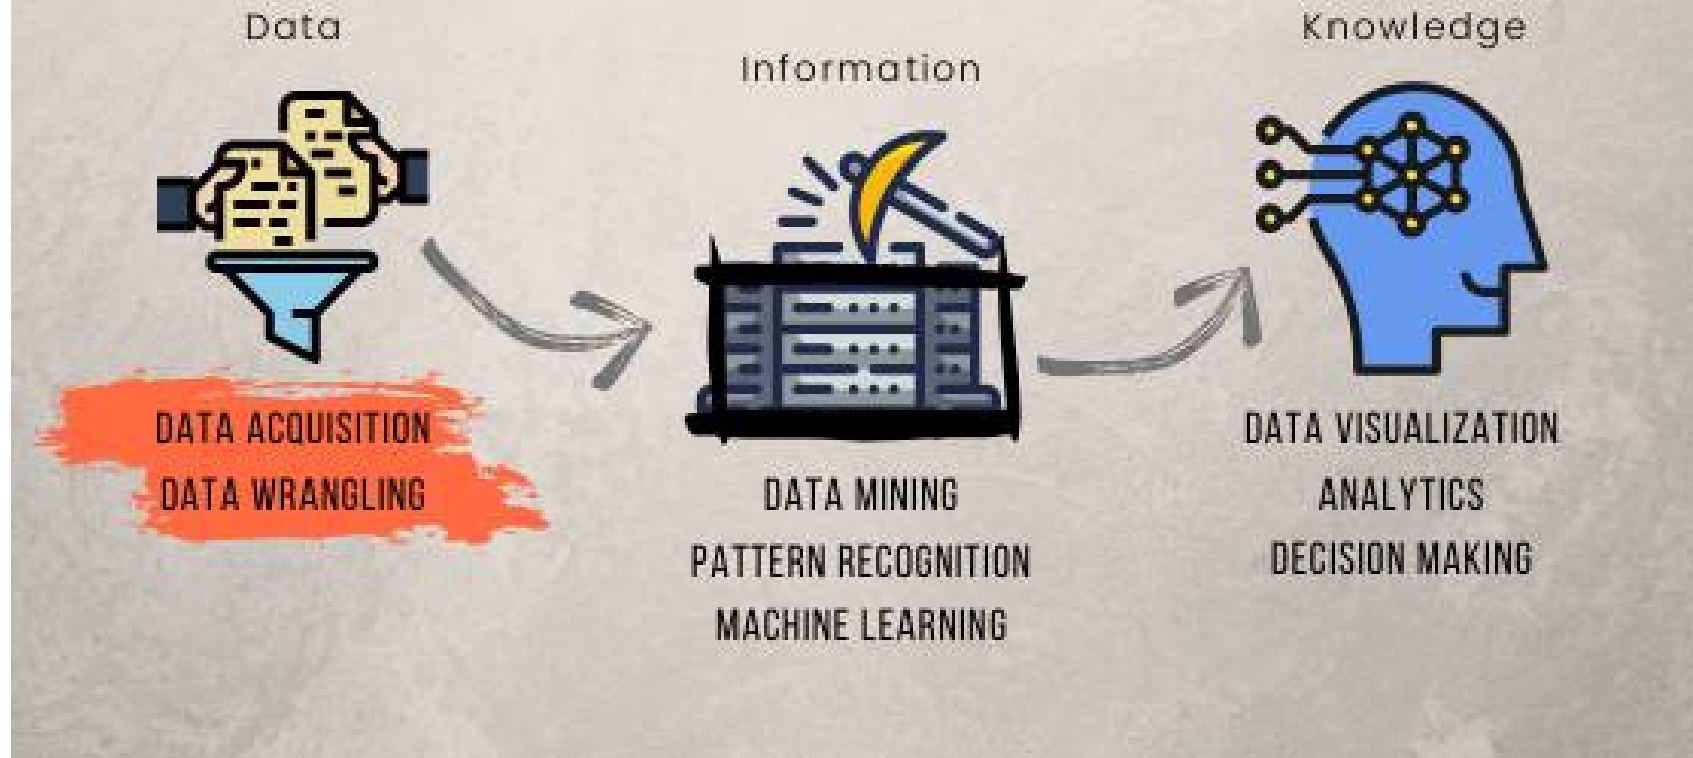 Data
DATA ACQUISITION
DATA WRANGLING
Information
DATA MINING
PATTERN RECOGNITION
MACHINE LEARNING
Knowledge
DATA VISUALIZATION
ANALYTICS
DECISION MAKING